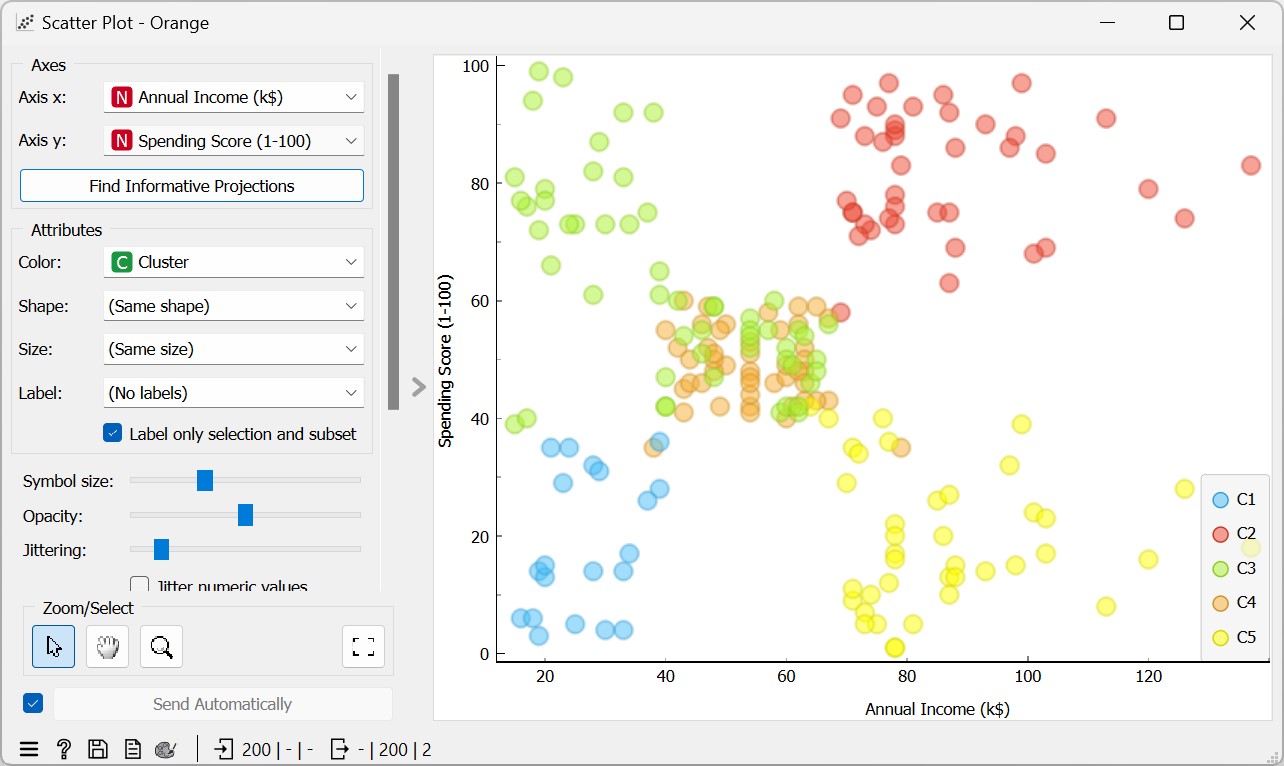 Scatter Plot - Orange
Axes
Axis x: N Annual Income (k$)
Axis y: N Spending Score (1-100)
Find Informative Projections
Attributes
Color: C Cluster
Shape: (Same shape)
Size: (Same size)
Label: (No labels)
Label only selection and subset
Symbol size:
Opacity:
Jittering:
Jitter numeric values
Zoom/Select
Send Automatically
? 200 | - | - - | 200 | 2
Spending Score (1-100)
100
80
60
40
20
0
20 40 60 80 100 120
Annual Income (k$)
C1
C2
C3
C4
C5